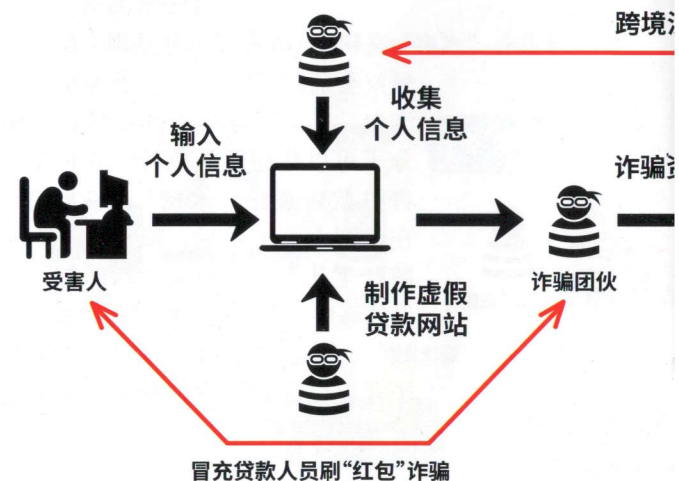 跨境
收集
个人信息
输入
个人信息
诈骗
受害人
诈骗团伙
制作虚假
贷款网站
冒充贷款人员刷“红包”诈骗